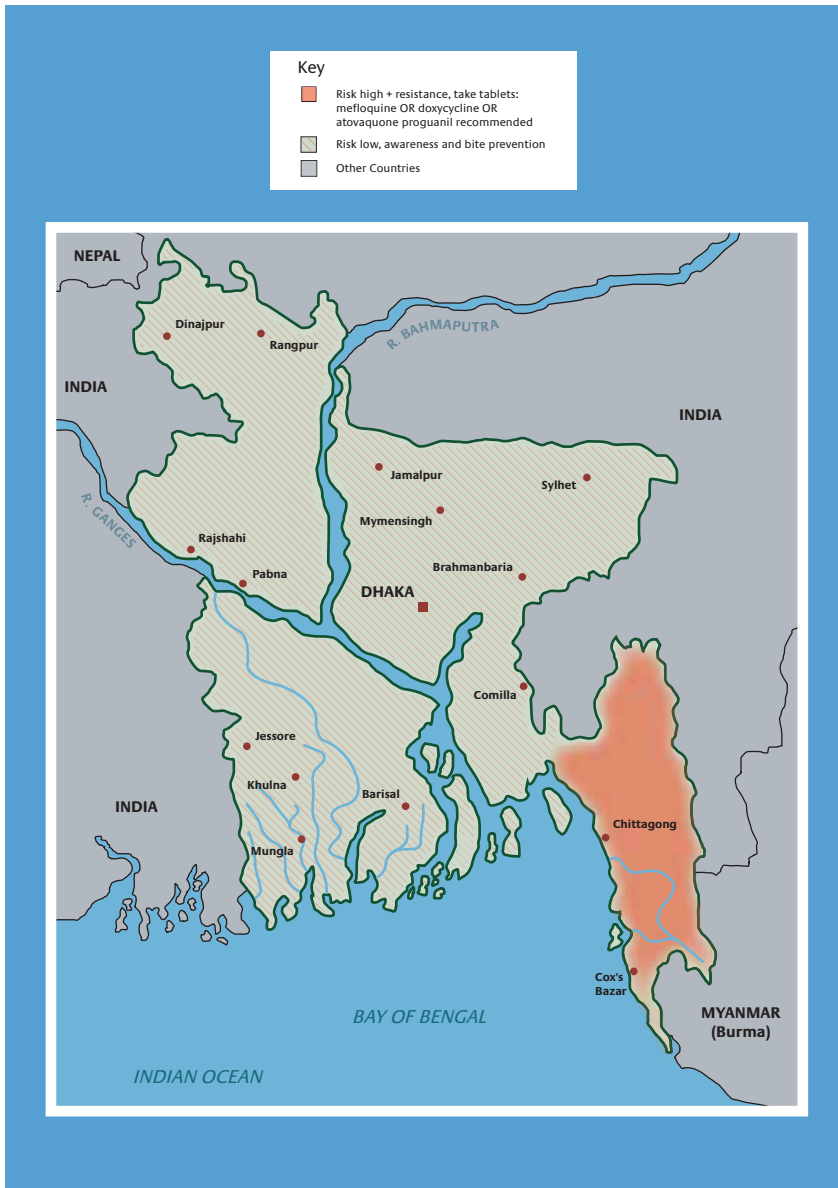 Key
Risk high + resistance, take tablets:
mefloquine OR doxycycline OR
atovaquone proguanil recommended
Risk low, awareness and bite prevention
Other Countries
NEPAL
Dinajpur
Rangpur
R. BAHMAPUTRA
INDIA
INDIA
Jamalpur
Sylhet
R. GANGES
Mymensingh
Rajshahi
Brahmanbaria
Pabna
DHAKA
Comilla
Jessore
Khulna
Barisal
INDIA
Chittagong
Mungla
Cox's
Bazar
MYANMAR
(Burma)
BAY OF BENGAL
INDIAN OCEAN